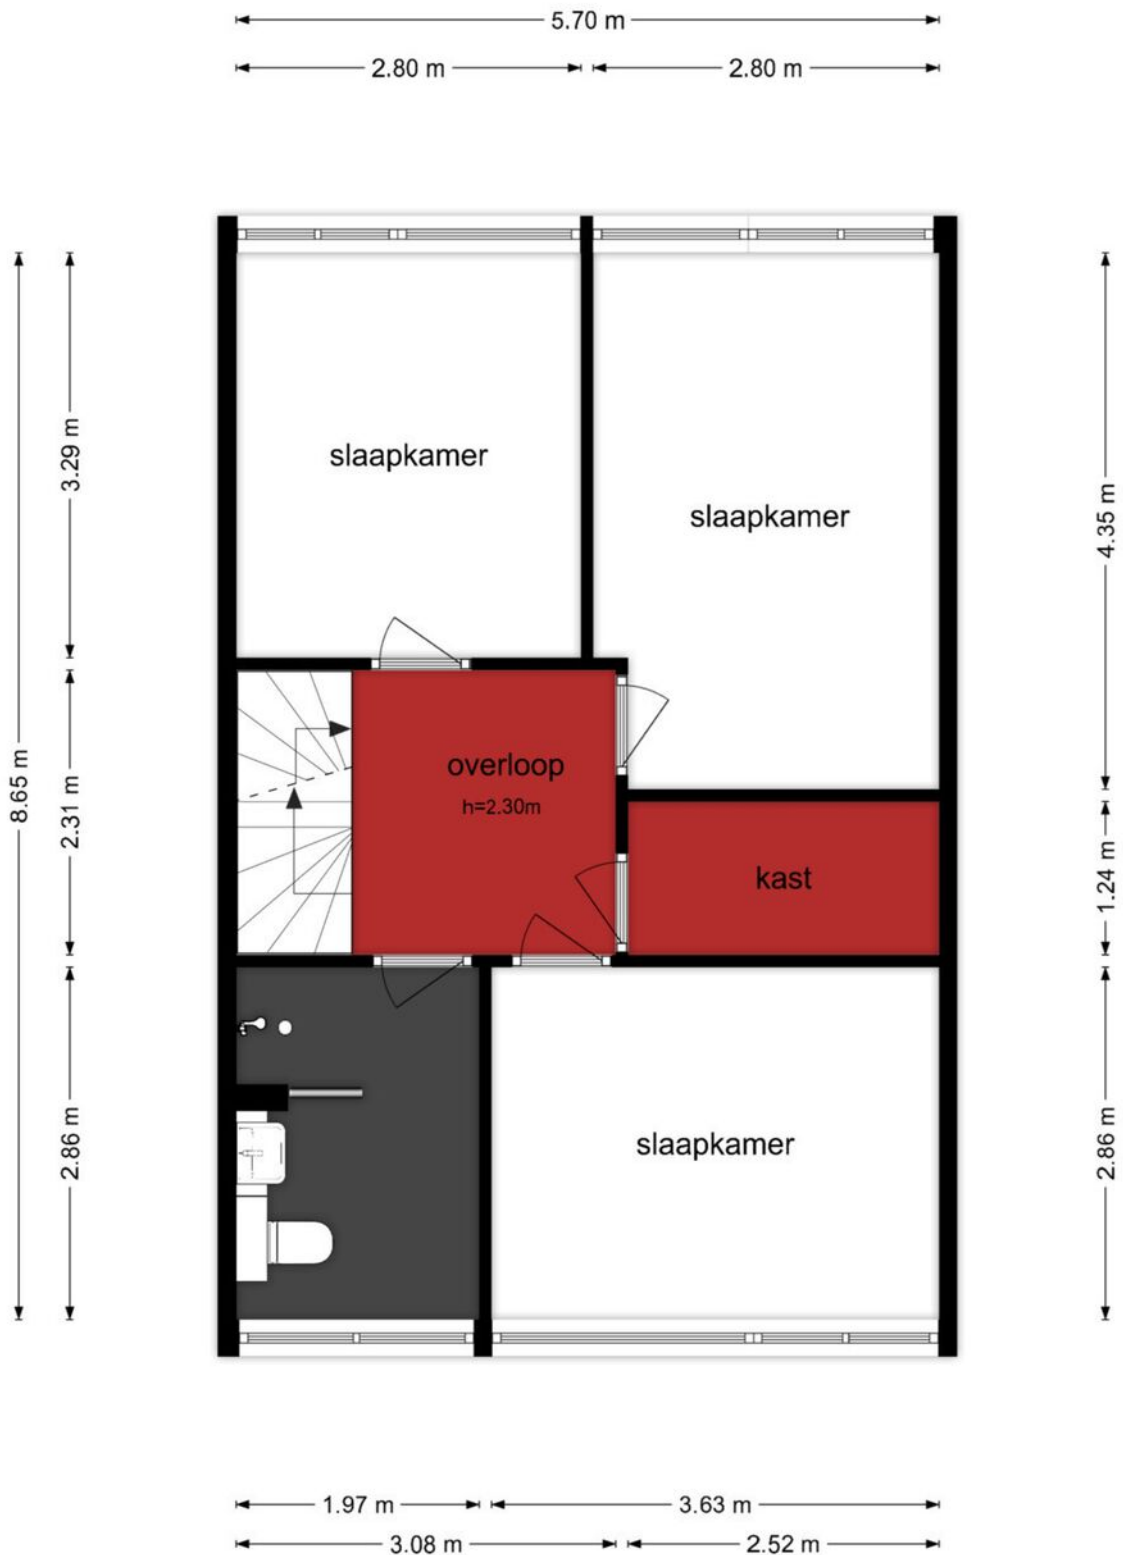 5.70 m
2.80 m
2.80 m
8.65 m
3.29 m
2.31 m
2.86 m
slaapkamer
slaapkamer
overloop
h=2.30m
kast
slaapkamer
4.35 m
1.24 m
2.86 m
1.97 m
3.63 m
3.08 m
2.52 m